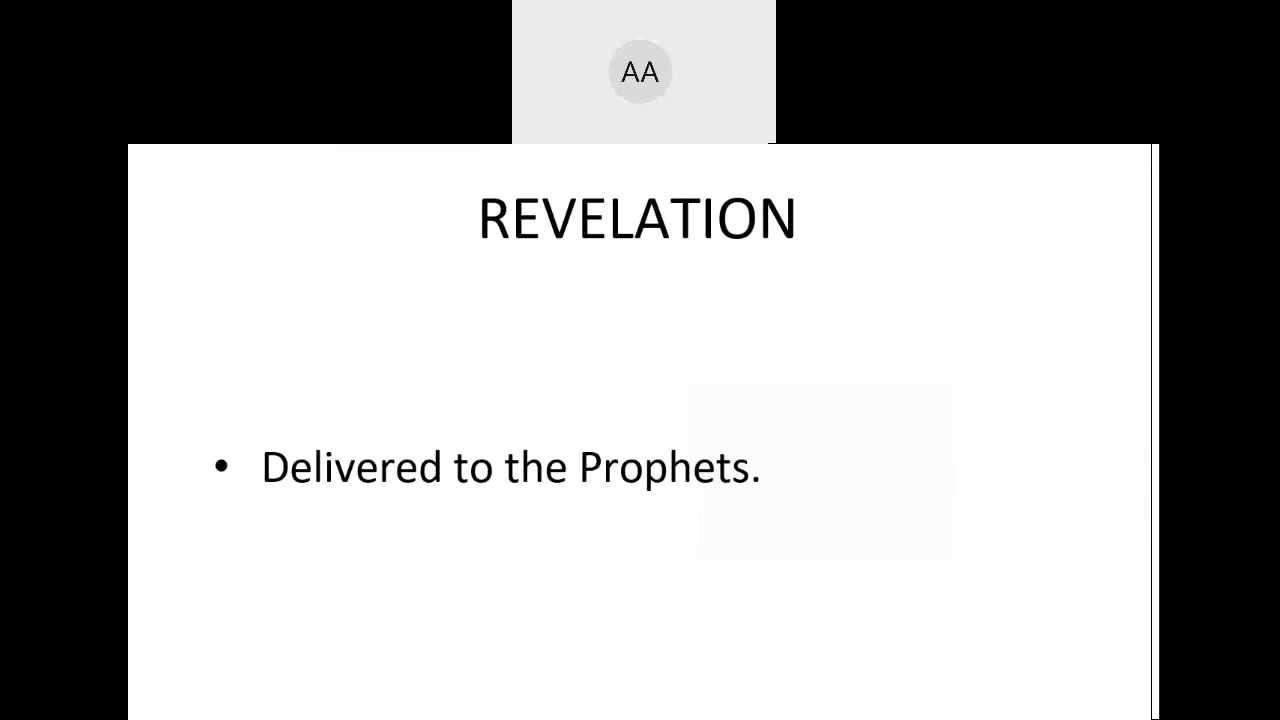 AA
REVELATION
• Delivered to the Prophets.